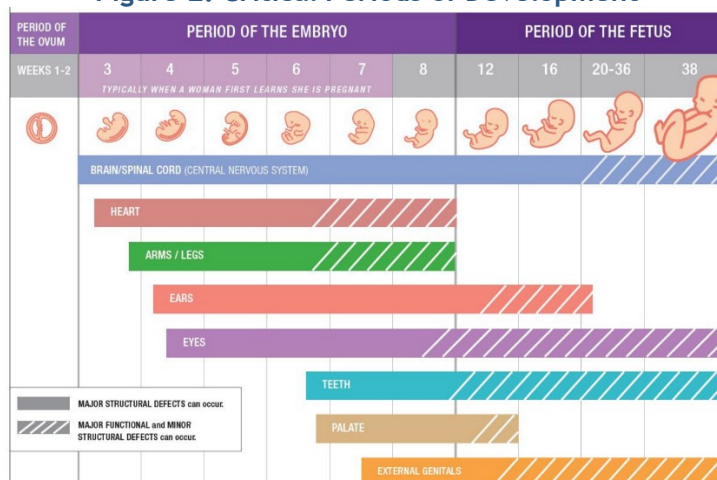 Figure 2: Critical Periods of Development
PERIOD OF THE OVUM
PERIOD OF THE EMBRYO
PERIOD OF THE FETUS
WEEKS 1-2
3 4 5 6 7 8 12 16 20-36 38
TYPICALLY WHEN A WOMAN FIRST LEARNS SHE IS PREGNANT
BRAIN/SPINAL CORD (CENTRAL NERVOUS SYSTEM)
HEART
ARMS / LEGS
EARS
EYES
TEETH
PALATE
EXTERNAL GENITALS
MAJOR STRUCTURAL DEFECTS can occur.
MAJOR FUNCTIONAL and MINOR
STRUCTURAL DEFECTS can occur.